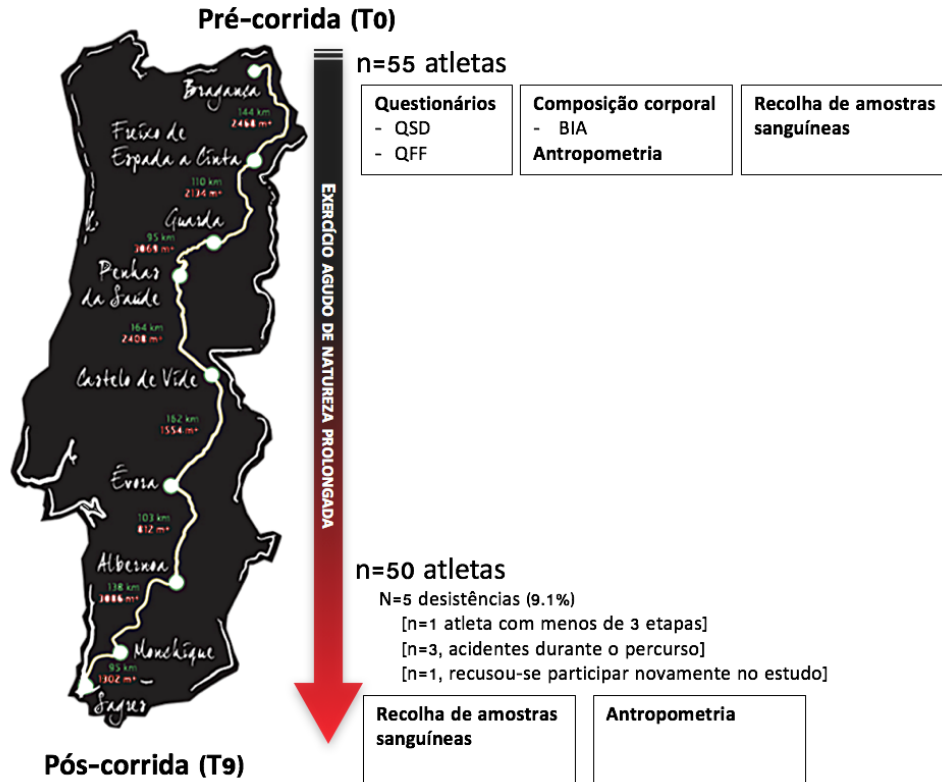 Pré-corrida (T0)
Bragança
144 km
2468 m+
Freixo de
Espada a Cinta
110 km
2134 m+
Guarda
95 km
3069 m+
Penhas
da Saúde
164 km
2408 m+
Castelo de Vide
162 km
1554 m+
Évora
103 km
812 m+
Albernoa
138 km
3086 m+
Monchique
95 km
1302 m+
Sagres
Pós-corrida (T9)
EXERCÍCIO AGUDO DE NATUREZA PROLONGADA
n=55 atletas
Questionários
- QSD
- QFF
Composição corporal
- BIA
Antropometria
Recolha de amostras
sanguíneas
n=50 atletas
N=5 desistências (9.1%)
[n=1 atleta com menos de 3 etapas]
[n=3, acidentes durante o percurso]
[n=1, recusou-se participar novamente no estudo]
Recolha de amostras
sanguíneas
Antropometria